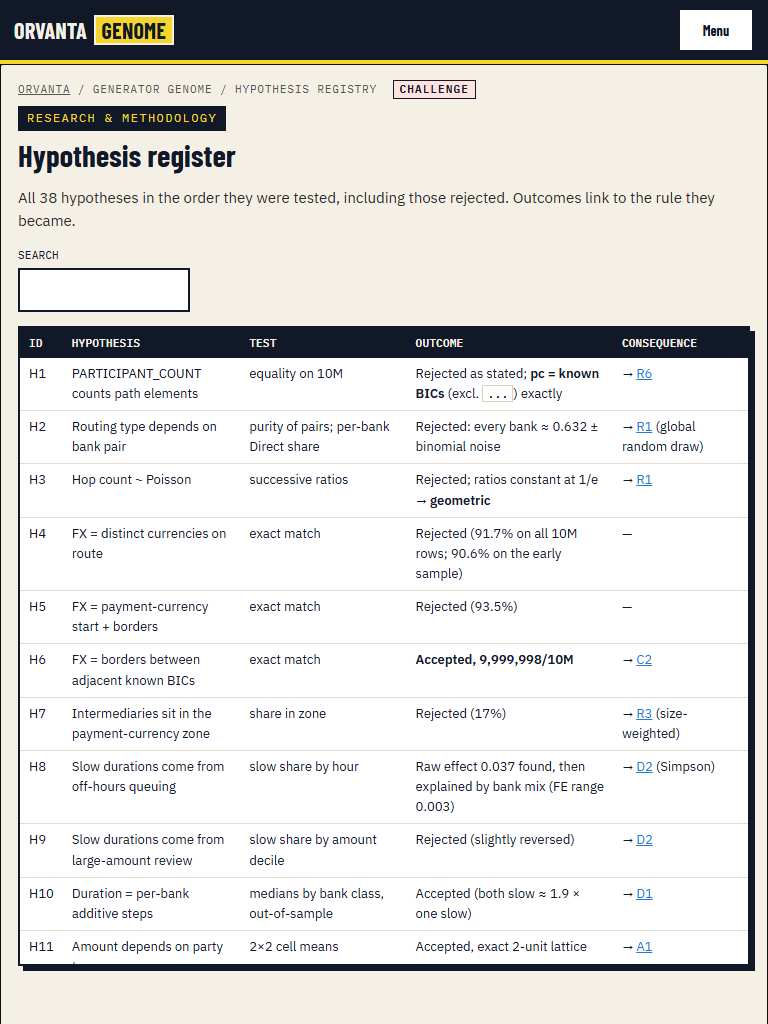 ORVANTA GENOME
Menu
ORVANTA / GENERATOR GENOME / HYPOTHESIS REGISTRY CHALLENGE
RESEARCH & METHODOLOGY
Hypothesis register
All 38 hypotheses in the order they were tested, including those rejected. Outcomes link to the rule they
became.
SEARCH
ID HYPOTHESIS TEST OUTCOME CONSEQUENCE
H1 PARTICIPANT_COUNT equality on 10M Rejected as stated; pc = known → R6
counts path elements BICs (excl. ...) exactly
H2 Routing type depends on purity of pairs; per-bank Rejected: every bank ≈ 0.632 ± → R1 (global
bank pair Direct share binomial noise random draw)
H3 Hop count ~ Poisson successive ratios Rejected; ratios constant at 1/e → R1
→ geometric
H4 FX = distinct currencies on exact match Rejected (91.7% on all 10M —
route rows; 90.6% on the early
sample)
H5 FX = payment-currency exact match Rejected (93.5%) —
start + borders
H6 FX = borders between exact match Accepted, 9,999,998/10M → C2
adjacent known BICs
H7 Intermediaries sit in the share in zone Rejected (17%) → R3 (size-
payment-currency zone weighted)
H8 Slow durations come from slow share by hour Raw effect 0.037 found, then → D2 (Simpson)
off-hours queuing explained by bank mix (FE range
0.003)
H9 Slow durations come from slow share by amount Rejected (slightly reversed) → D2
large-amount review decile
H10 Duration = per-bank medians by bank class, Accepted (both slow ≈ 1.9 × → D1
additive steps out-of-sample one slow)
H11 Amount depends on party 2×2 cell means Accepted, exact 2-unit lattice → A1